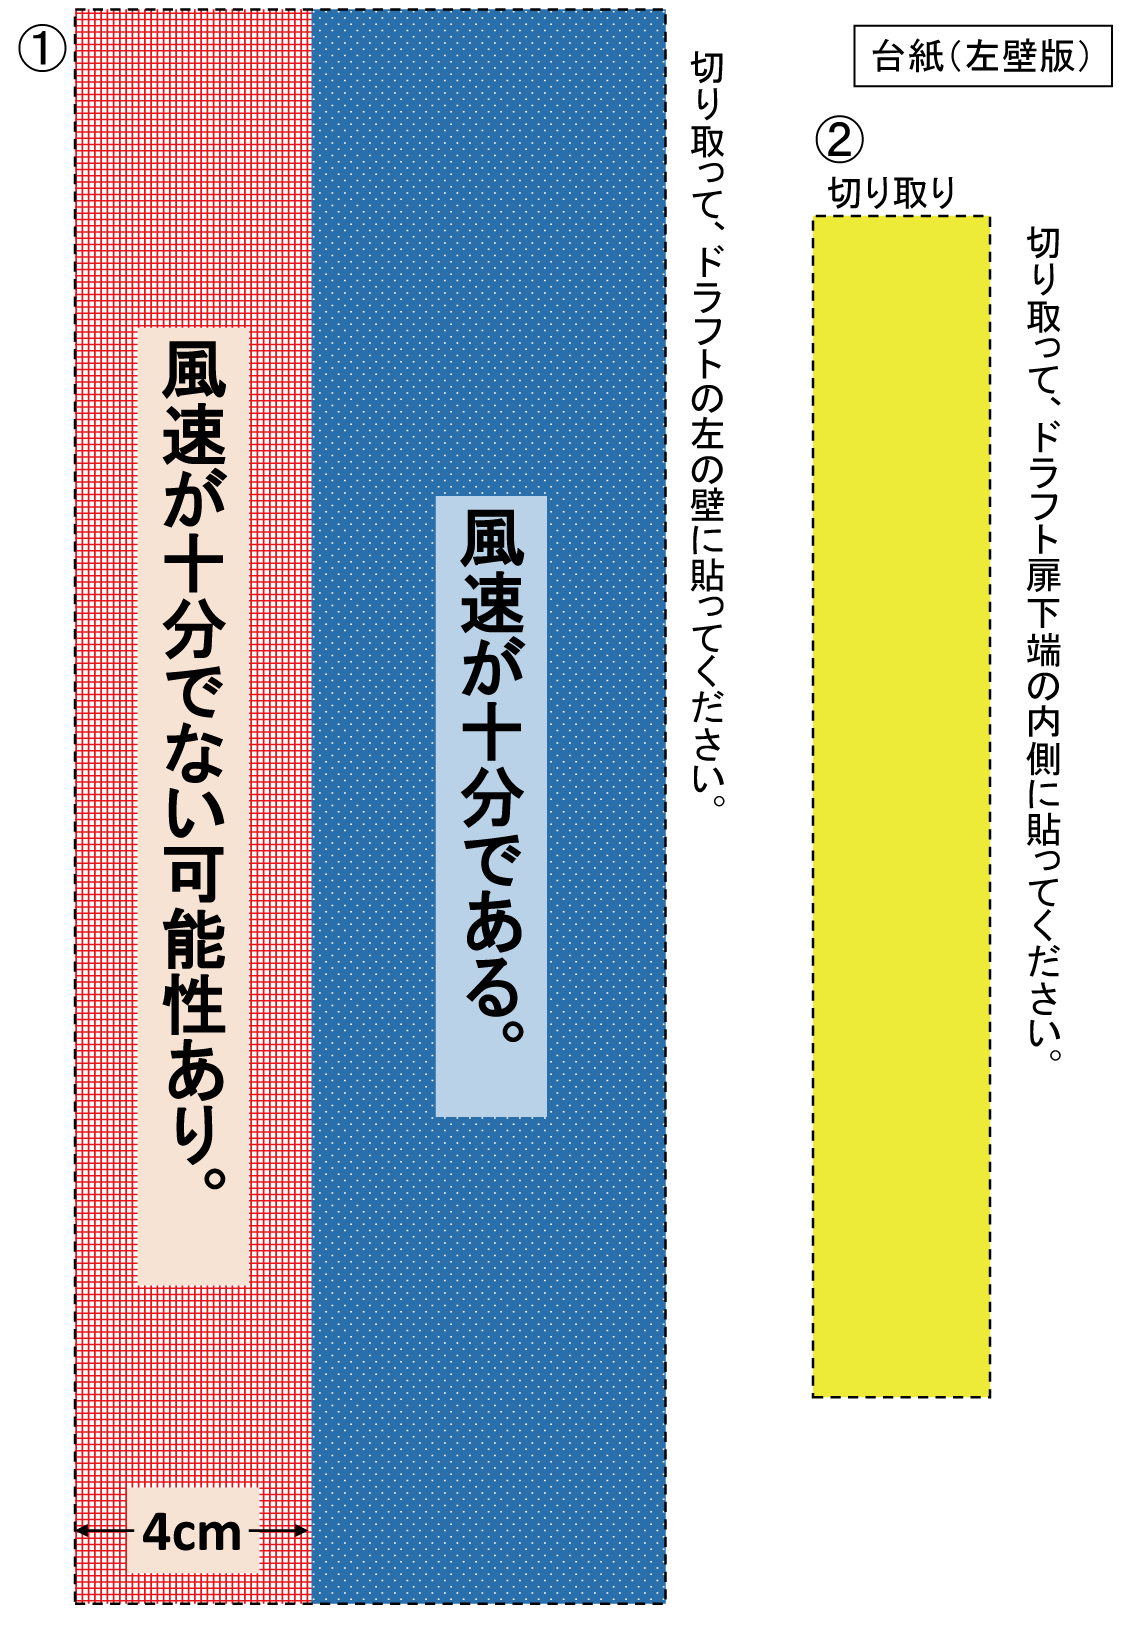 台紙（左壁版）
①
風速が十分でない可能性あり。
4cm
風速が十分である。
切り取って、ドラフトの左の壁に貼ってください。
②
切り取り
切り取って、ドラフト扉下端の内側に貼ってください。